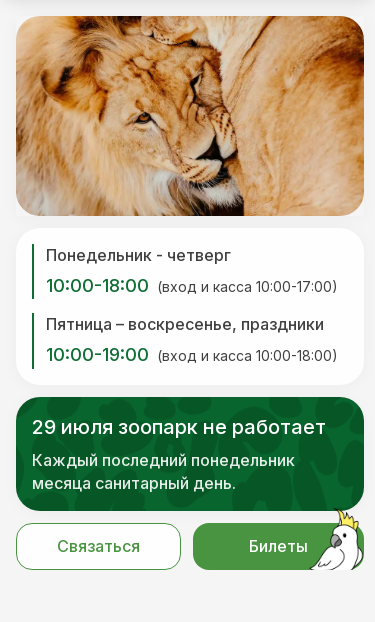 Понедельник - четверг
10:00-18:00 (вход и касса 10:00-17:00)
Пятница – воскресенье, праздники
10:00-19:00 (вход и касса 10:00-18:00)
29 июля зоопарк не работает
Каждый последний понедельник
месяца санитарный день.
Связаться
Билеты